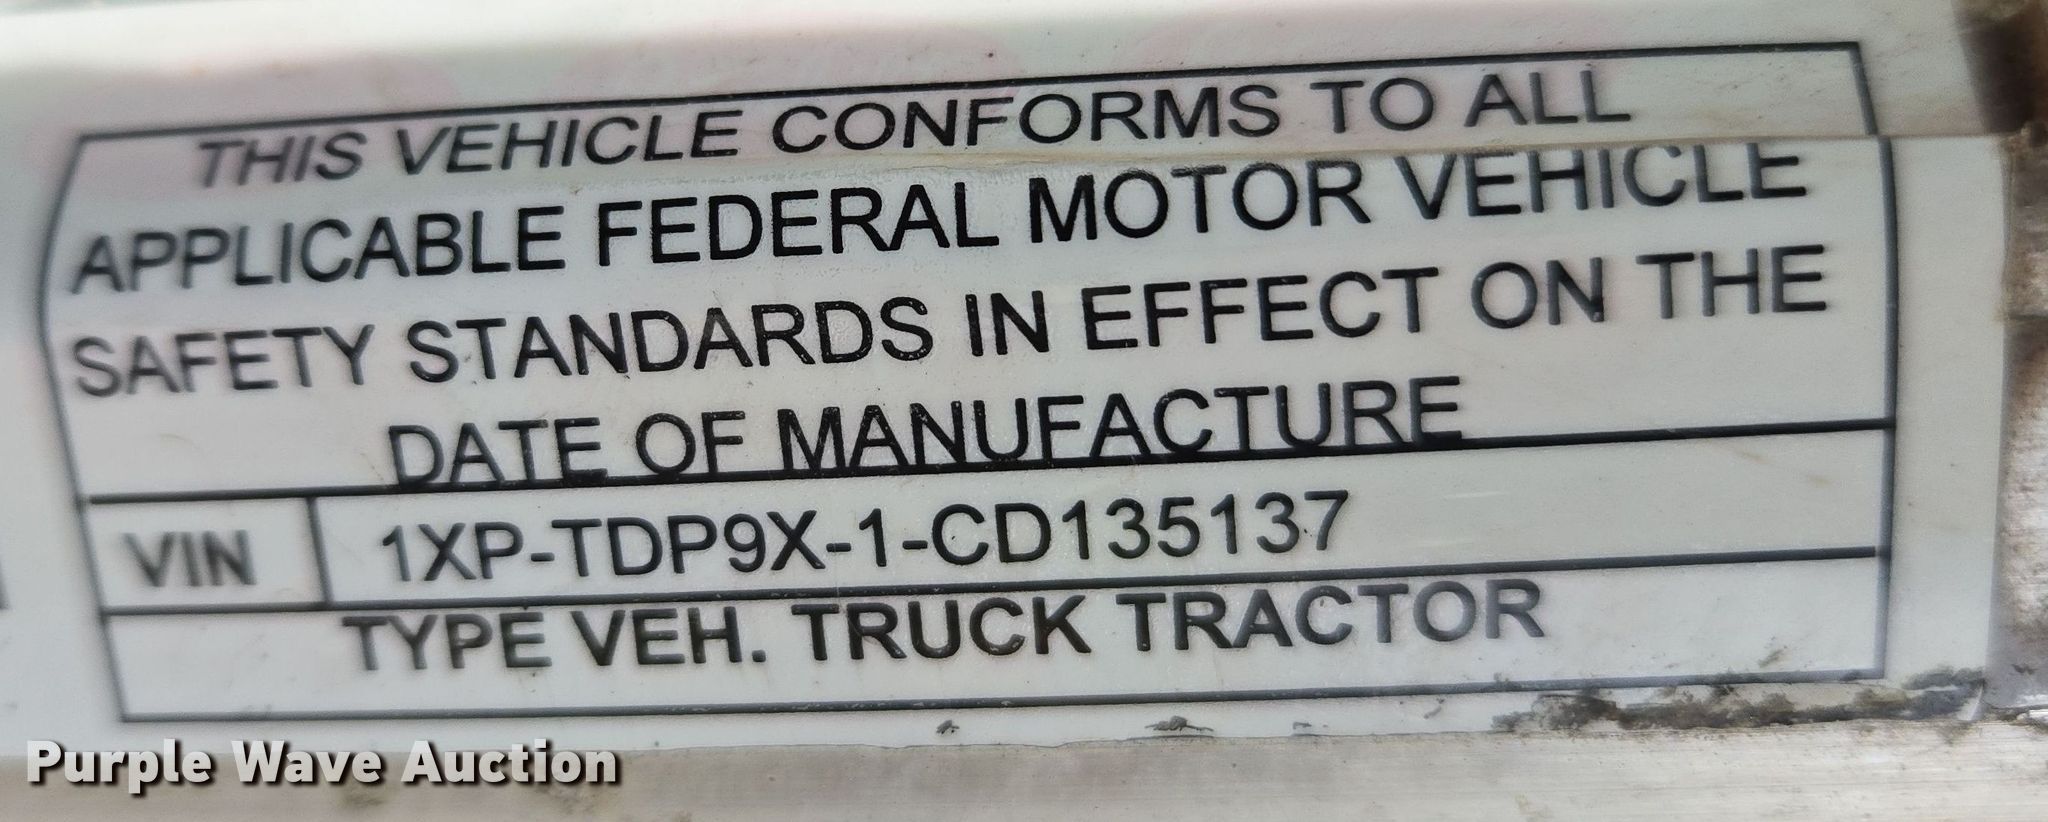 THIS VEHICLE CONFORMS TO ALL
APPLICABLE FEDERAL MOTOR VEHICLE
SAFETY STANDARDS IN EFFECT ON THE
DATE OF MANUFACTURE
VIN 1XP-TDP9X-1-CD135137
TYPE VEH. TRUCK TRACTOR
Purple Wave Auction